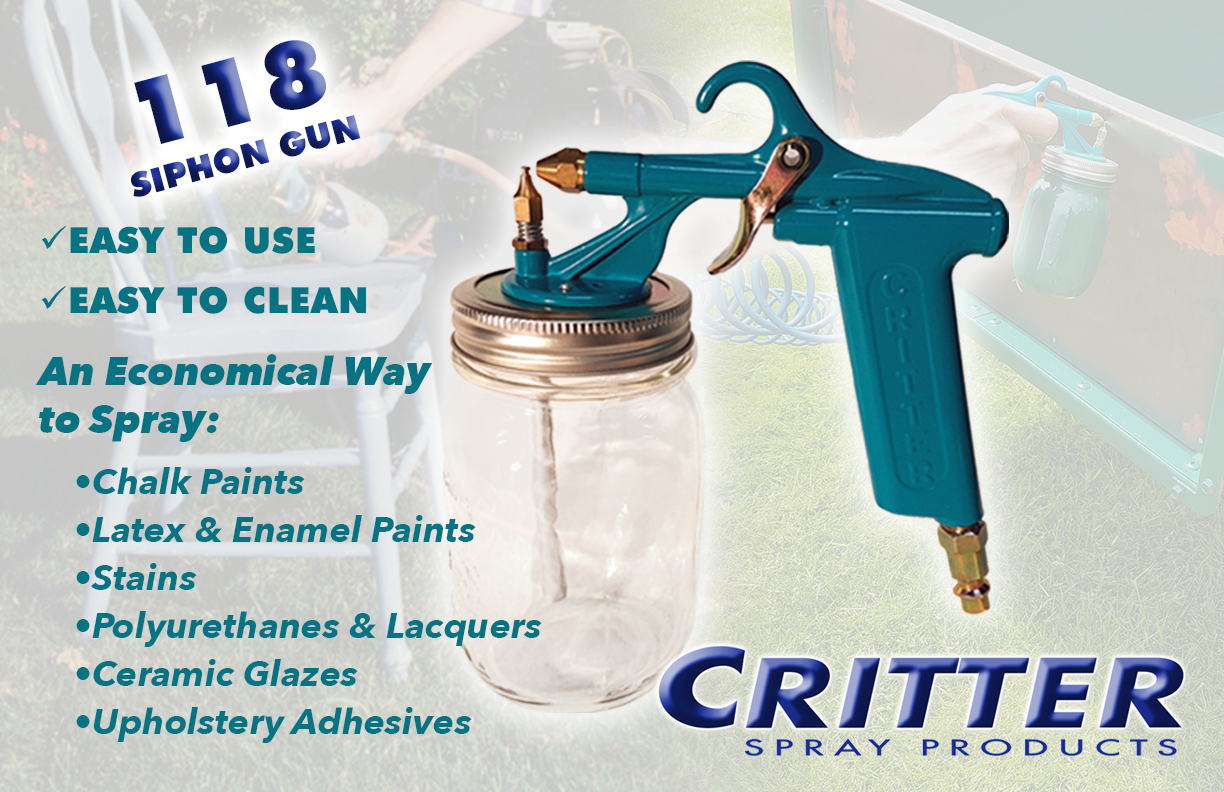 118
SIPHON GUN
✓EASY TO USE
✓EASY TO CLEAN
An Economical Way
to Spray:
•Chalk Paints
•Latex & Enamel Paints
•Stains
•Polyurethanes & Lacquers
•Ceramic Glazes
•Upholstery Adhesives
CRITTER
CRITTER
SPRAY PRODUCTS